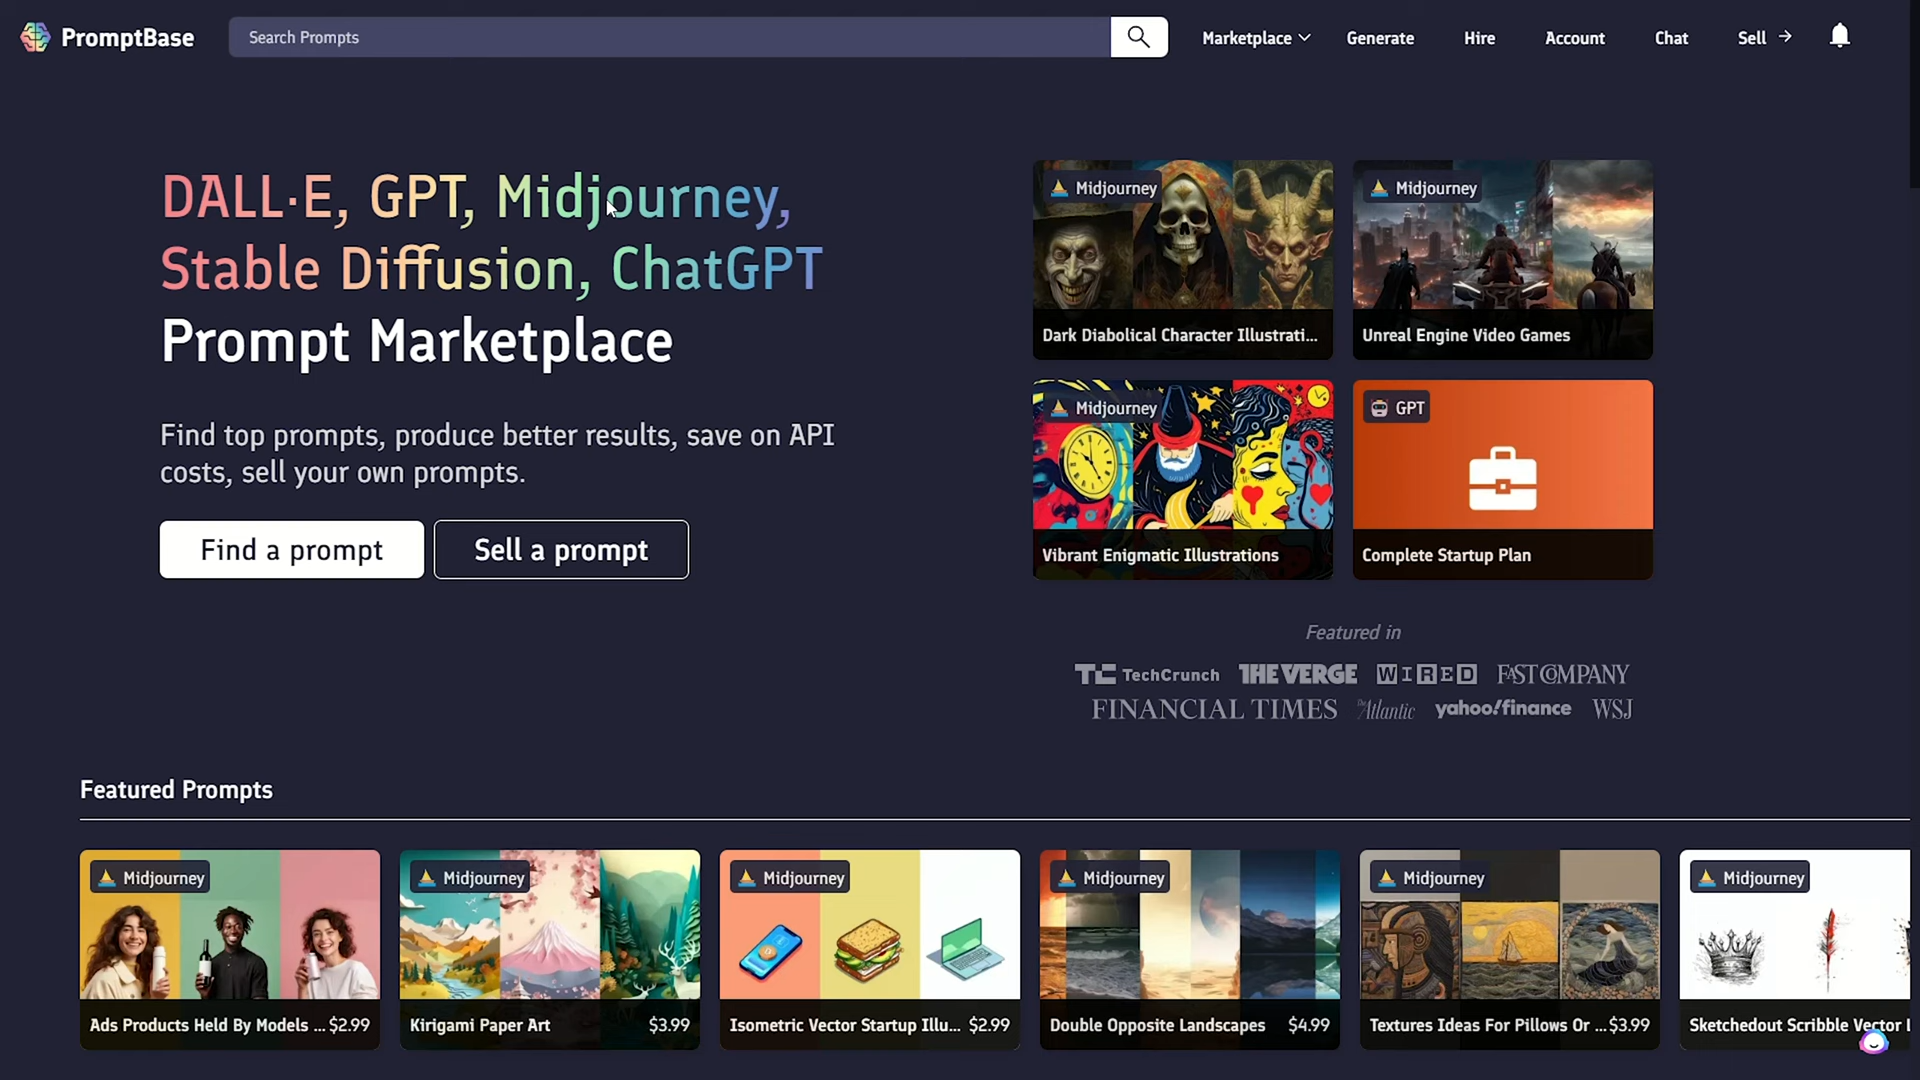 PromptBase
Search Prompts
Marketplace
Generate
Hire
Account
Chat
Sell
DALL·E, GPT, Midjourney,
Stable Diffusion, ChatGPT
Prompt Marketplace
Find top prompts, produce better results, save on API
costs, sell your own prompts.
Find a prompt
Sell a prompt
Midjourney
Dark Diabolical Character Illustrati...
Midjourney
Unreal Engine Video Games
Midjourney
Vibrant Enigmatic Illustrations
GPT
Complete Startup Plan
Featured in
TC TechCrunch THE VERGE WIRED FAST COMPANY
FINANCIAL TIMES The Atlantic yahoo!finance WSJ
Featured Prompts
Midjourney
Ads Products Held By Models ... $2.99
Midjourney
Kirigami Paper Art $3.99
Midjourney
Isometric Vector Startup Illu... $2.99
Midjourney
Double Opposite Landscapes $4.99
Midjourney
Textures Ideas For Pillows Or ... $3.99
Midjourney
Sketchedout Scribble Vector